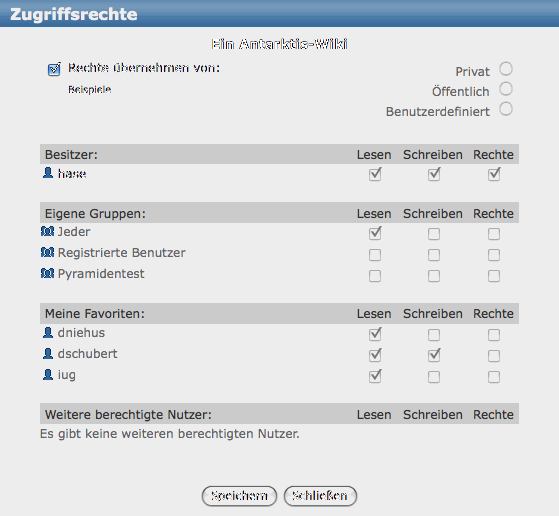 Zugriffsrechte
Ein Antarktis-Wiki
Rechte übernehmen von:
Beispiele
Privat
Öffentlich
Benutzerdefiniert
Besitzer: Lesen Schreiben Rechte
hase
Eigene Gruppen: Lesen Schreiben Rechte
Jeder
Registrierte Benutzer
Pyramidentest
Meine Favoriten: Lesen Schreiben Rechte
dniehus
dschubert
iug
Weitere berechtigte Nutzer: Lesen Schreiben Rechte
Es gibt keine weiteren berechtigten Nutzer.
Speichern Schließen